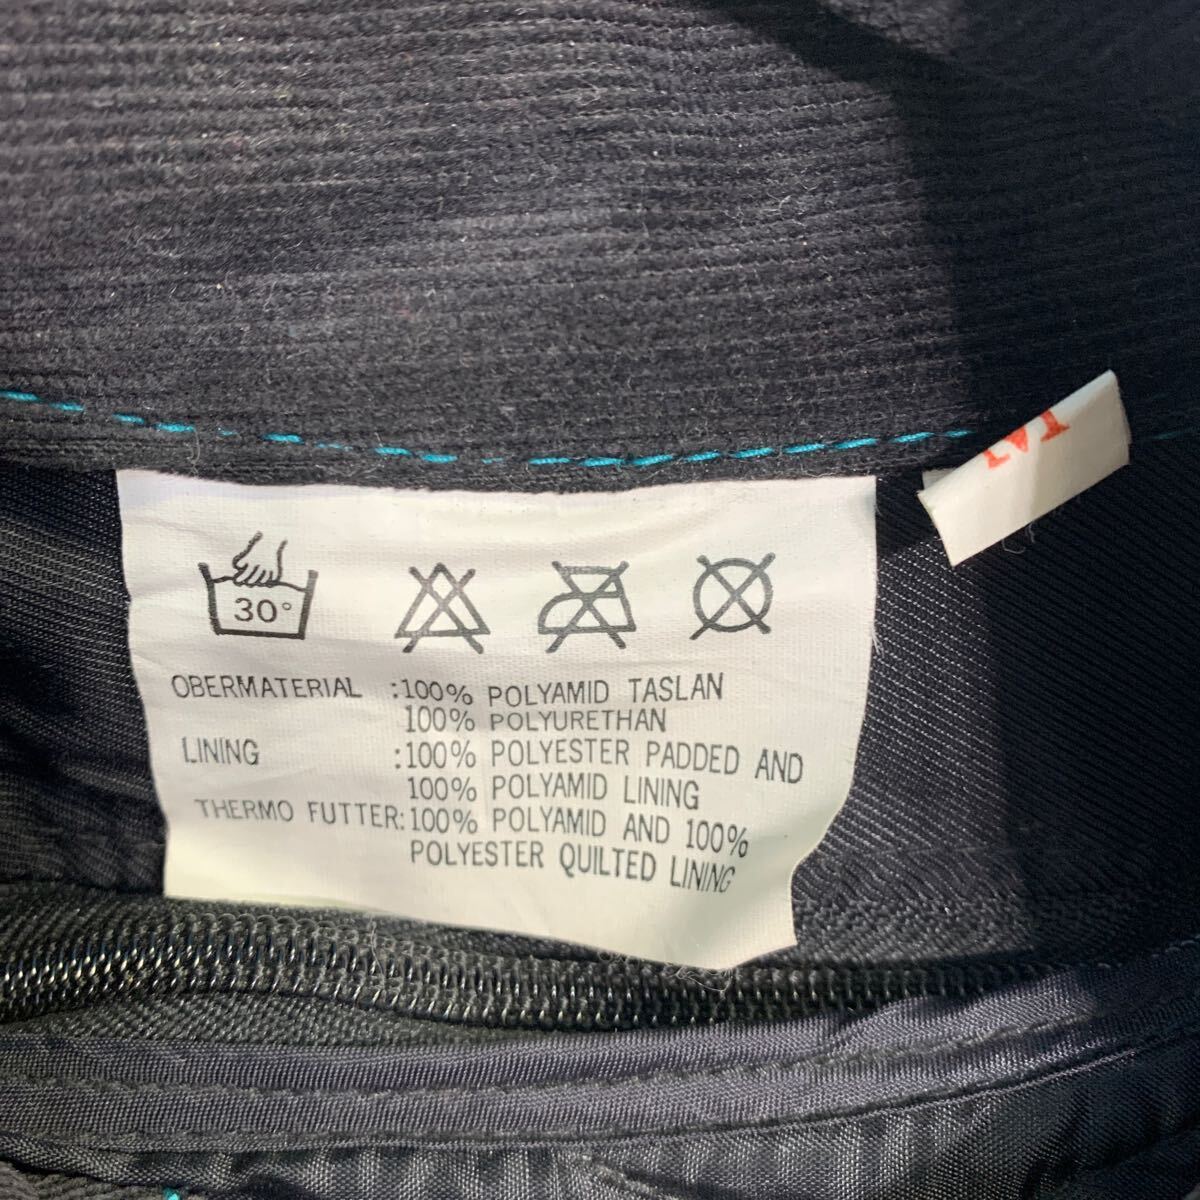 M
30°
OBERMATERIAL :100% POLYAMID TASLAN
100% POLYURETHAN
LINING :100% POLYESTER PADDED AND
100% POLYAMID LINING
THERMO FUTTER:100% POLYAMID AND 100%
POLYESTER QUILTED LINING